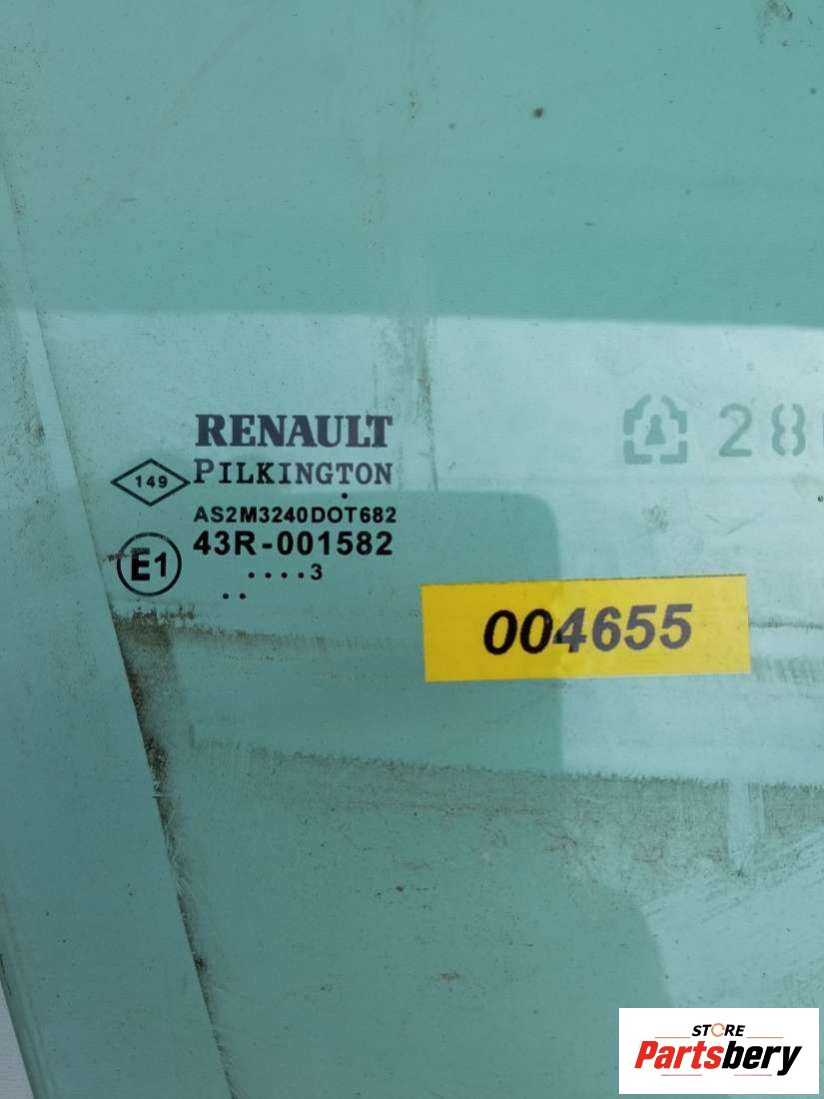 RENAULT
149
PILKINGTON
AS2M3240DOT682
43R-001582
E1
....3
..
28
004655
STORE
Partsbery